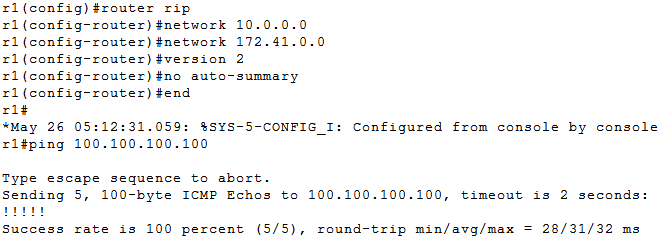 r1(config)#router rip
r1(config-router)#network 10.0.0.0
r1(config-router)#network 172.41.0.0
r1(config-router)#version 2
r1(config-router)#no auto-summary
r1(config-router)#end
r1#
*May 26 05:12:31.059: %SYS-5-CONFIG_I: Configured from console by console
r1#ping 100.100.100.100
Type escape sequence to abort.
Sending 5, 100-byte ICMP Echos to 100.100.100.100, timeout is 2 seconds:
!!!!!
Success rate is 100 percent (5/5), round-trip min/avg/max = 28/31/32 ms